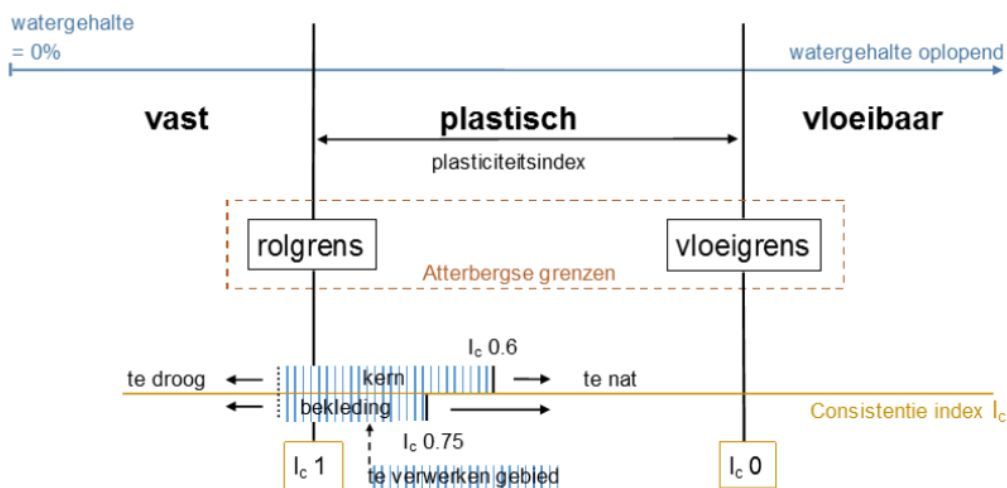 watergehalte
= 0%
watergehalte oplopend
vast
plastisch
vloeibaar
plasticiteitsindex
rolgrens
vloeigrens
Atterbergse grenzen
Ic 0.6
te droog
kern
te nat
bekleding
Consistentie index Ic
Ic 0.75
Ic 1
Ic 0
te verwerken gebied